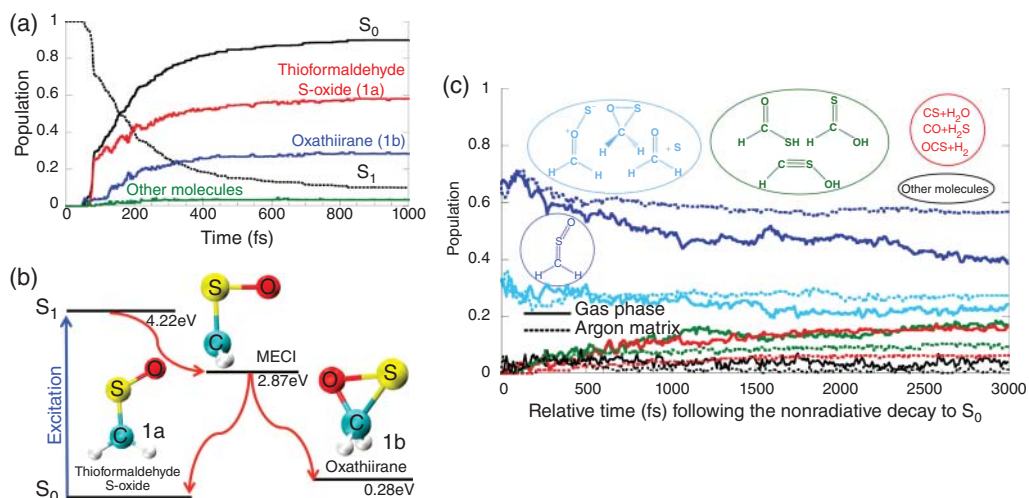 (a)
Population
1
0.8
0.6
0.4
0.2
0
S0
Thioformaldehyde
S-oxide (1a)
Oxathiirane (1b)
S1
Other molecules
0 200 400 600 800 1000
Time (fs)
(b)
Excitation
S1
4.22eV
S O
C
MECI
2.87eV
O
S
C
1a
O S
C
1b
Thioformaldehyde
S-oxide
S0
Oxathiirane
0.28eV
(c)
Population
1
0.8
0.6
0.4
0.2
0
S-
O+
H H
O S
C
H H
O
+ S
H H
O
H SH
S
H OH
C S
H OH
CS+H2O
CO+H2S
OCS+H2
Other molecules
O
S
C
H H
Gas phase
Argon matrix
0 500 1000 1500 2000 2500 3000
Relative time (fs) following the nonradiative decay to S0